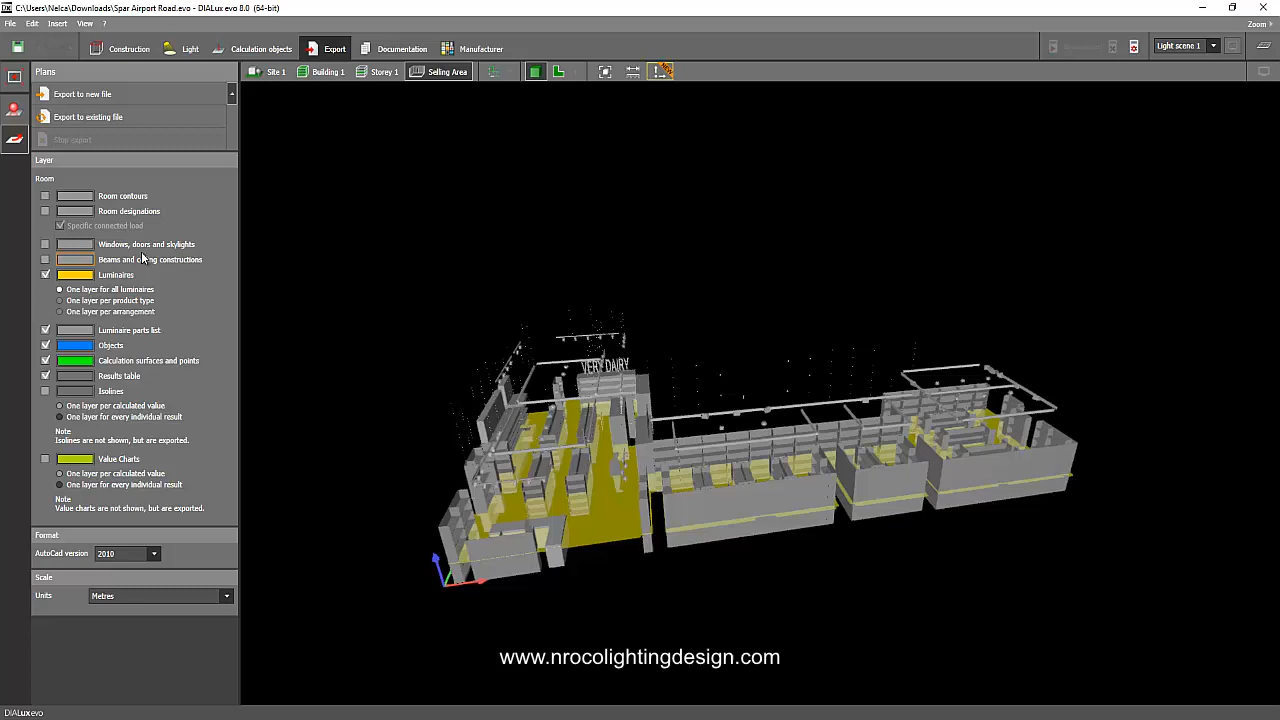 C:\Users\Nelca\Downloads\Spar Airport Road.evo - DIALux evo 8.0 (64-bit)
File Edit Insert View ?
Zoom
Construction Light Calculation objects Export Documentation Manufacturer
Light scene 1
Plans
Site 1 Building 1 Storey 1 Selling Area
Export to new file
Export to existing file
Stop export
Layer
Room
Room contours
Room designations
Specific connected load
Windows, doors and skylights
Beams and ceiling constructions
Luminaires
One layer for all luminaires
One layer per product type
One layer per arrangement
Luminaire parts list
Objects
Calculation surfaces and points
Results table
Isolines
One layer per calculated value
One layer for every individual result
Note
Isolines are not shown, but are exported.
Value Charts
One layer per calculated value
One layer for every individual result
Note
Value charts are not shown, but are exported.
Format
AutoCad version 2010
Scale
Units Metres
VERY DAIRY
www.nrocolightingdesign.com
DIALux evo